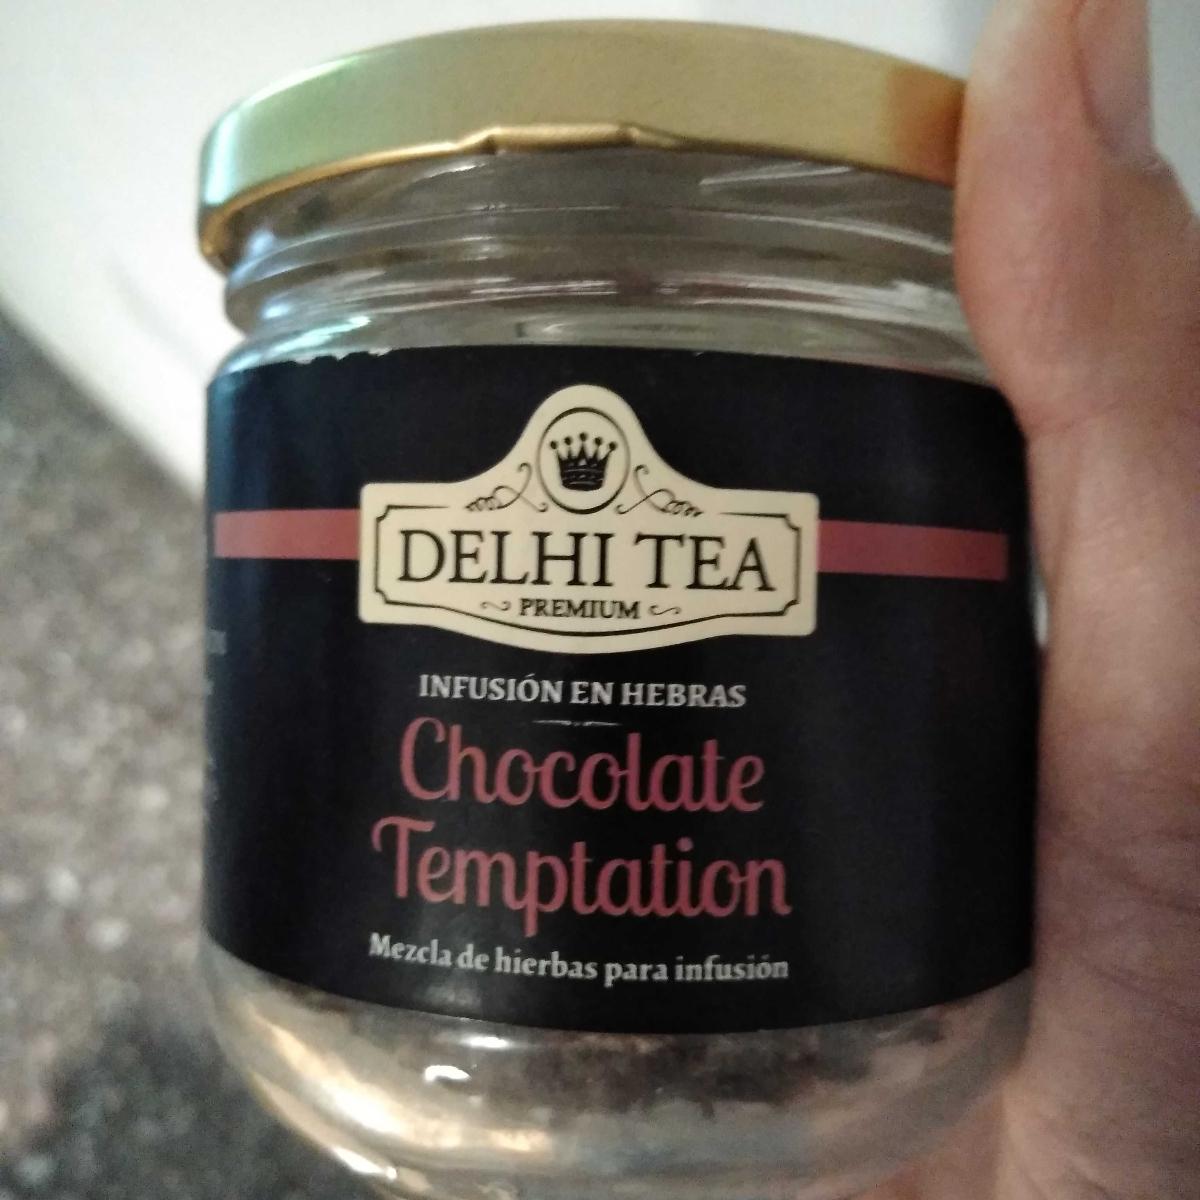 DELHI TEA
PREMIUM
INFUSIÓN EN HEBRAS
Chocolate
Temptation
Mezcla de hierbas para infusión